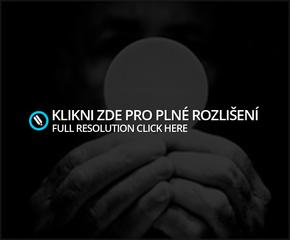 KLIKNI ZDE PRO PLNÉ ROZLIŠENÍ
FULL RESOLUTION CLICK HERE